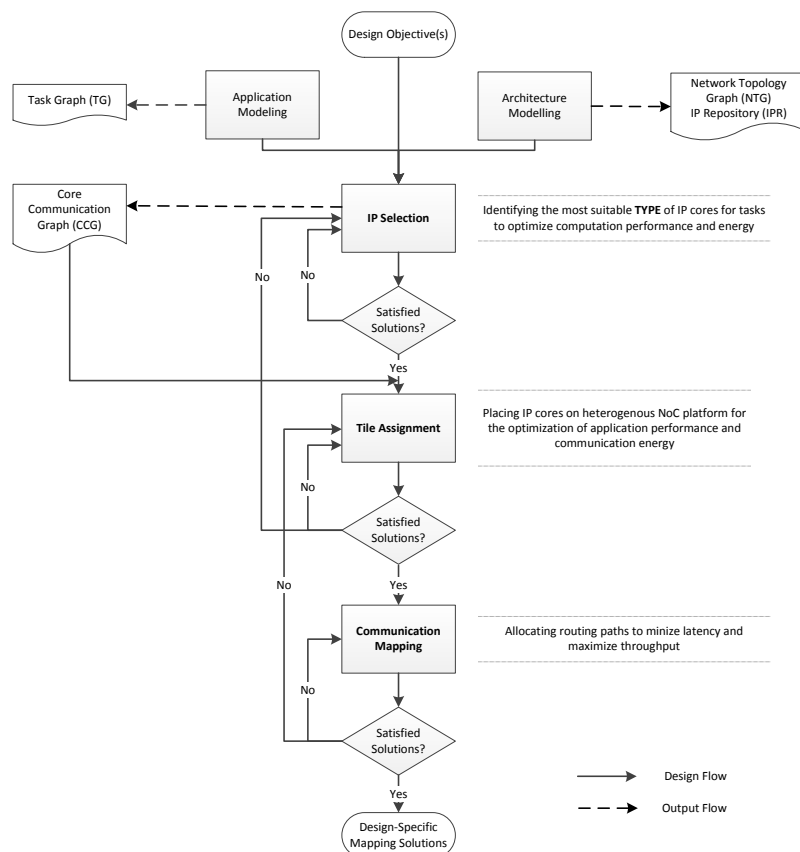 Design Objective(s)
Task Graph (TG)
Application
Modeling
Architecture
Modelling
Network Topology
Graph (NTG)
IP Repository (IPR)
Core
Communication
Graph (CCG)
IP Selection
Identifying the most suitable TYPE of IP cores for tasks
to optimize computation performance and energy
No
No
Satisfied
Solutions?
Yes
Tile Assignment
Placing IP cores on heterogenous NoC platform for
the optimization of application performance and
communication energy
No
Satisfied
Solutions?
No
Yes
Communication
Mapping
Allocating routing paths to minize latency and
maximize throughput
No
Satisfied
Solutions?
Yes
Design Flow
Output Flow
Design-Specific
Mapping Solutions